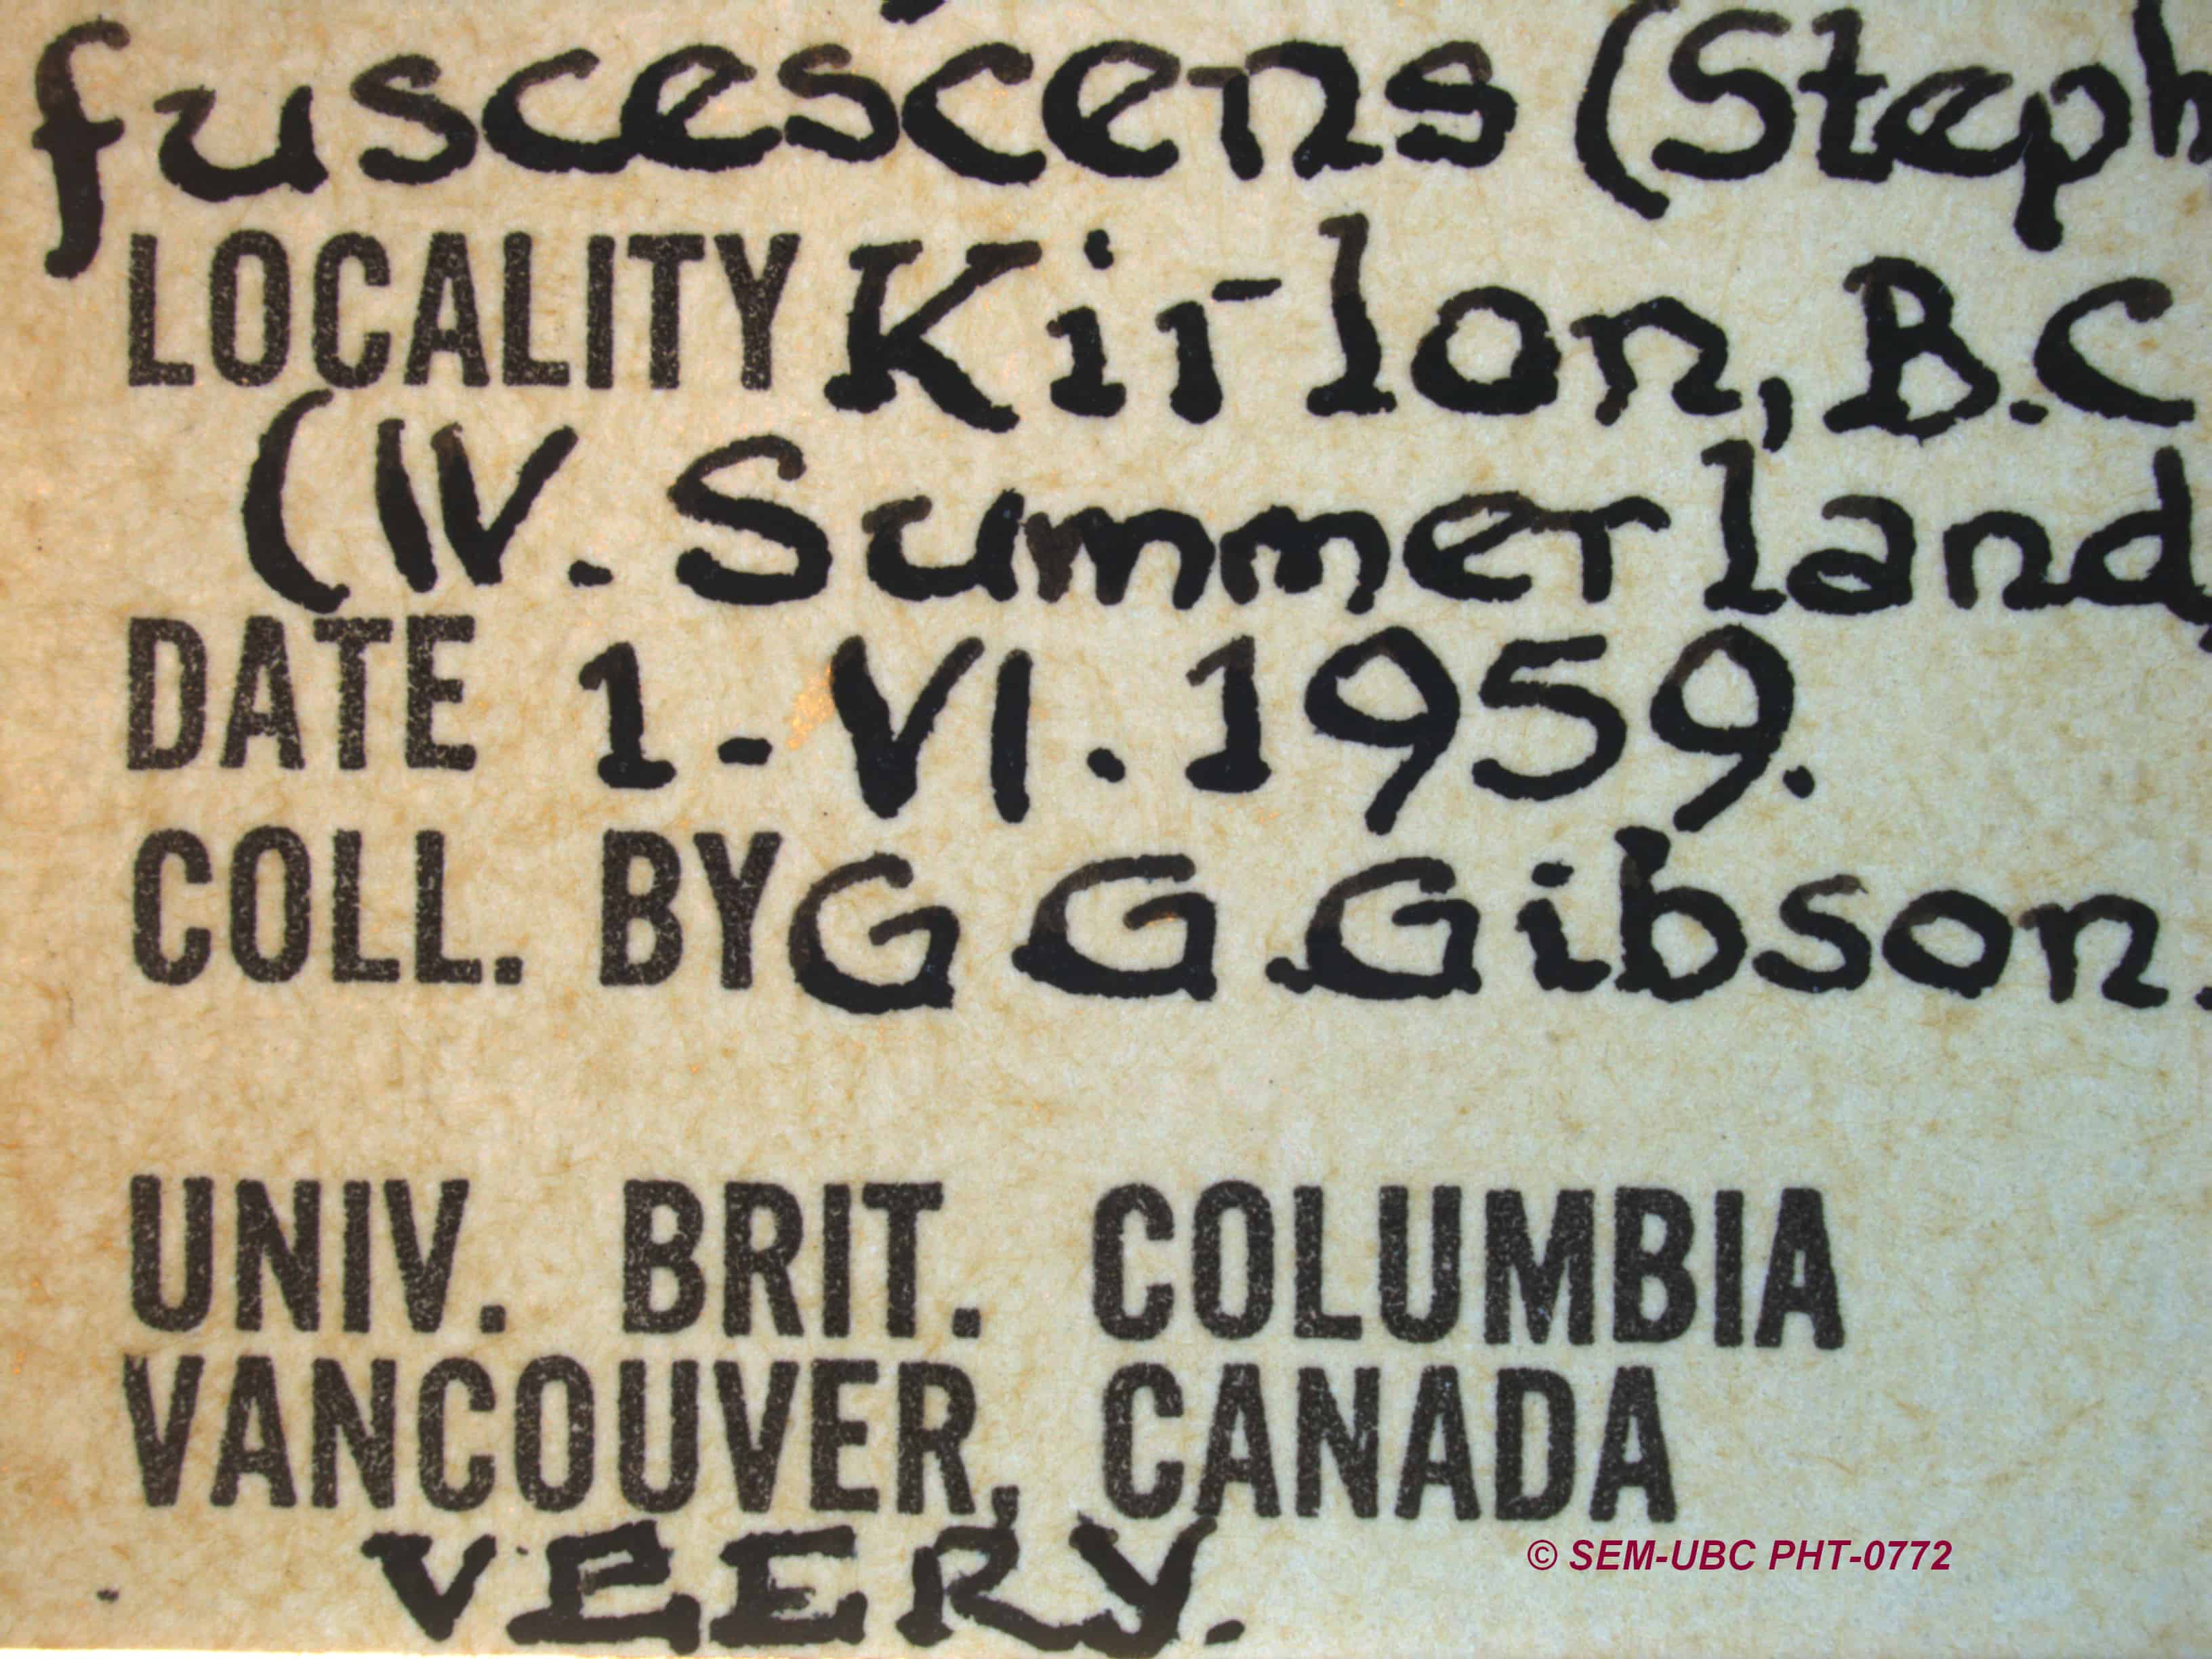 fuscescens (Steph
LOCALITY Kirlon, B.C
(W. Summerland,
DATE 1-VI.1959.
COLL. BY G G Gibson.
UNIV. BRIT. COLUMBIA
VANCOUVER, CANADA
VEERY.
© SEM-UBC PHT-0772